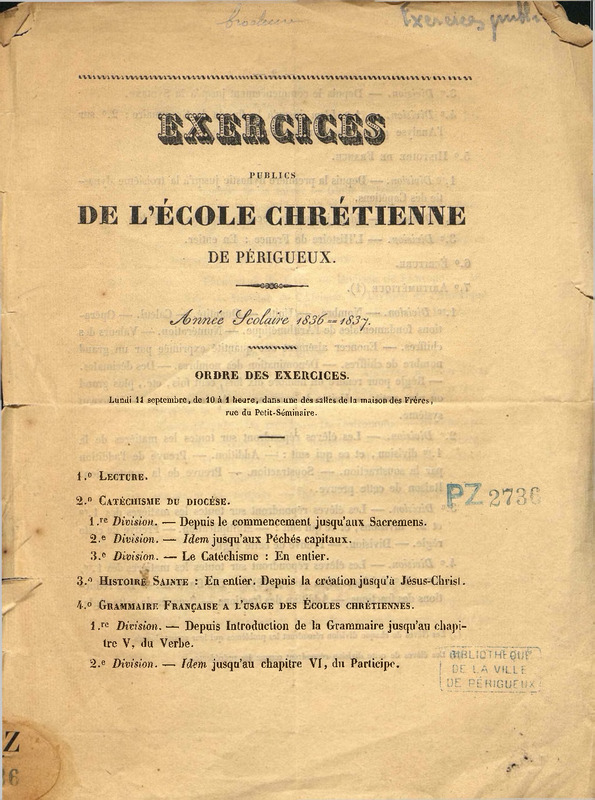 brochure
Exercices publi
EXERCICES
PUBLICS
DE L'ÉCOLE CHRÉTIENNE
DE PÉRIGUEUX.
Année Scolaire 1836=1837.
ORDRE DES EXERCICES.
Lundi 11 septembre, de 10 à 1 heure, dans une des salles de la maison des Frères,
rue du Petit-Séminaire.
1.º LECTURE.
2.º CATÉCHISME DU DIOCÈSE.
1.re Division. — Depuis le commencement jusqu'aux Sacremens.
2.e Division. — Idem jusqu'aux Péchés capitaux.
3.e Division. — Le Catéchisme : En entier.
PZ 2736
3.º HISTOIRE SAINTE : En entier. Depuis la création jusqu'à Jésus-Christ.
4.º GRAMMAIRE FRANÇAISE A L'USAGE DES ÉCOLES CHRÉTIENNES.
1.re Division. — Depuis Introduction de la Grammaire jusqu'au chapi-
tre V, du Verbe.
2.e Division. — Idem jusqu'au chapitre VI, du Participe.
BIBLIOTHÈQUE
DE LA VILLE
DE PÉRIGUEUX
Z
36